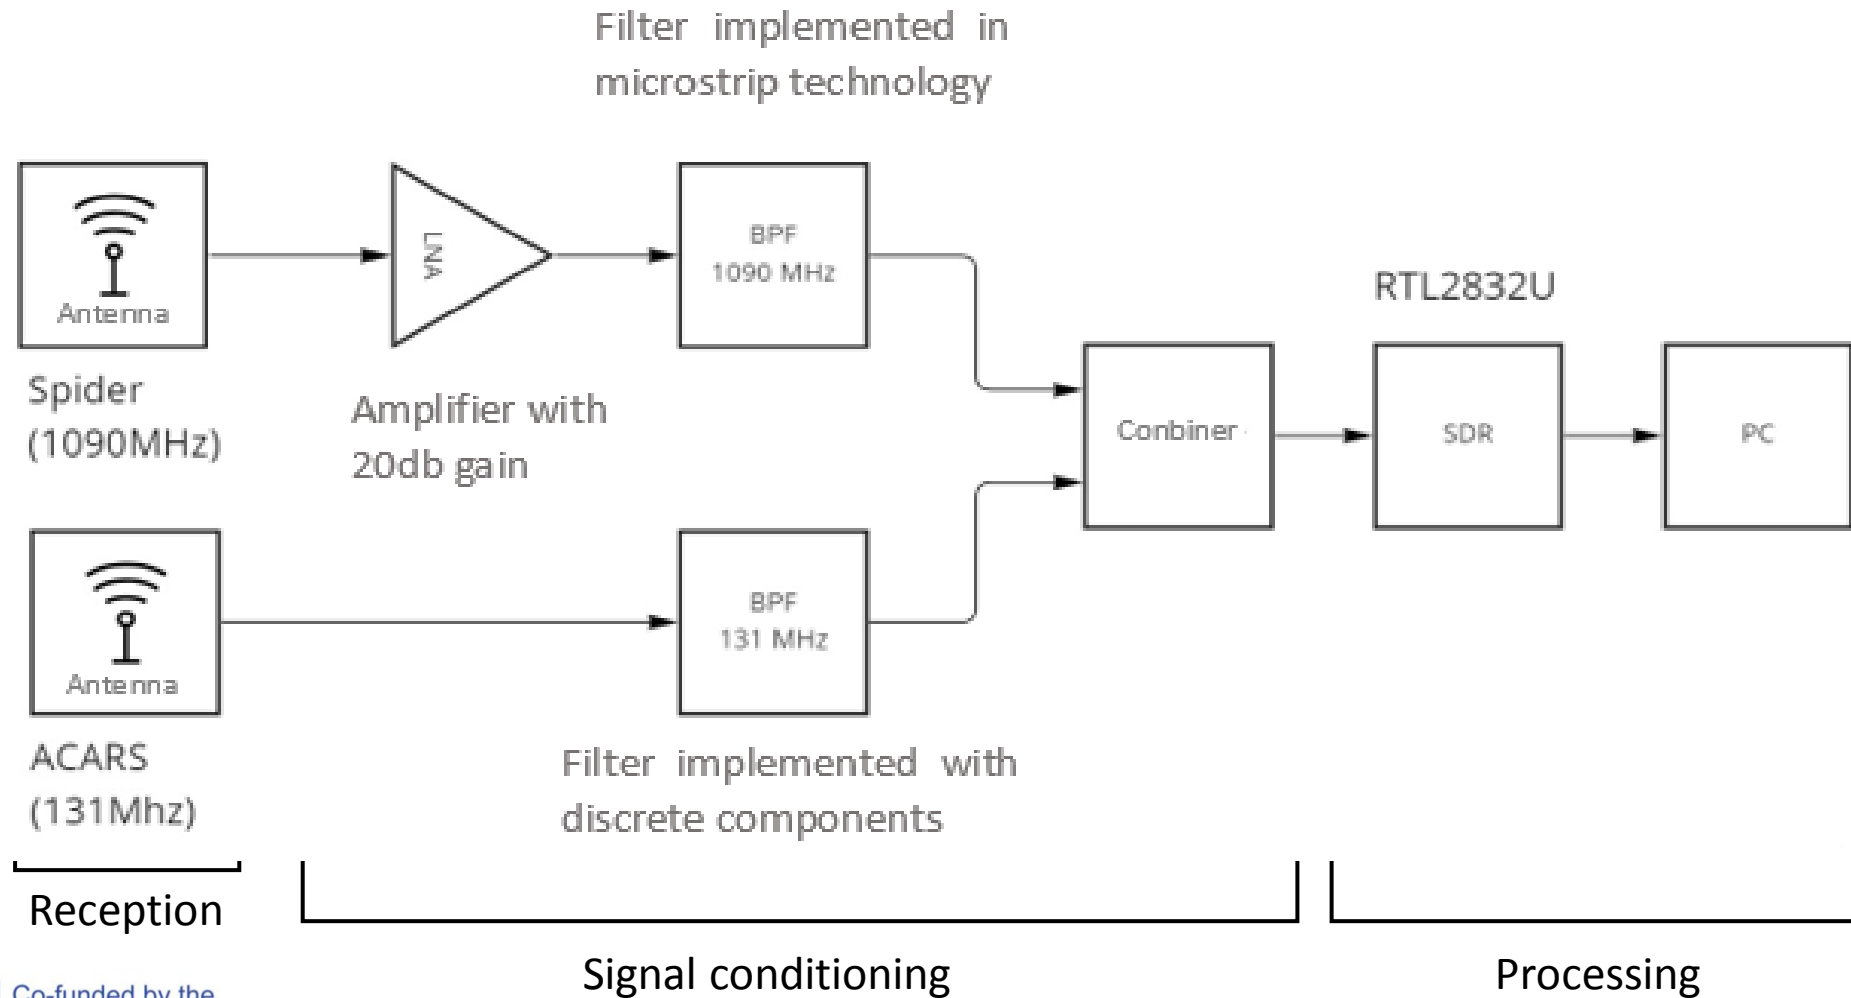 Filter implemented in
microstrip technology
Antenna
LNA
BPF
1090 MHz
RTL2832U
Spider
(1090MHz)
Amplifier with
20db gain
Conbiner
SDR
PC
Antenna
BPF
131 MHz
ACARS
(131Mhz)
Filter implemented with
discrete components
Reception
Signal conditioning
Processing
Co-funded by the